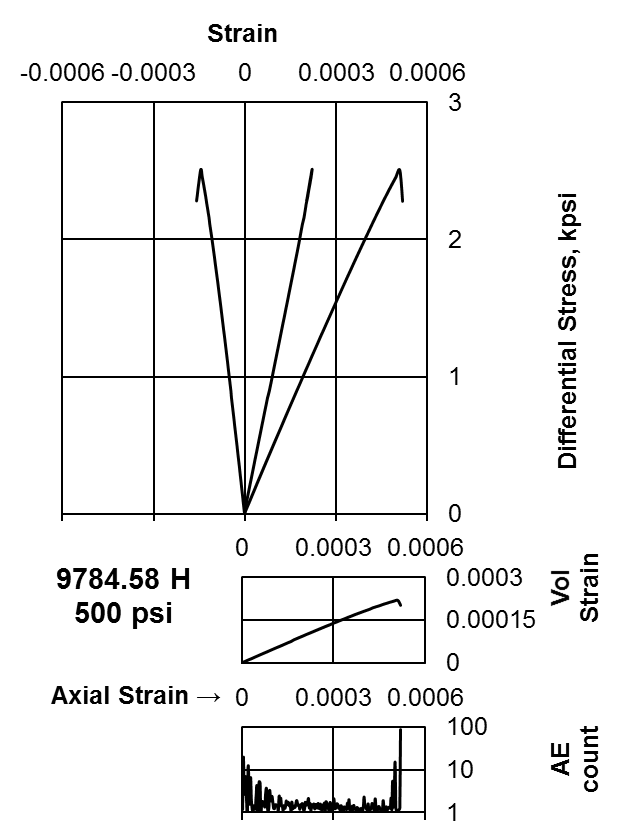 Strain
-0.0006 -0.0003 0 0.0003 0.0006
3
2
1
0
Differential Stress, kpsi
0 0.0003 0.0006
9784.58 H
500 psi
0.0003
0.00015
0
Vol
Strain
Axial Strain → 0 0.0003 0.0006
100
10
1
AE
count